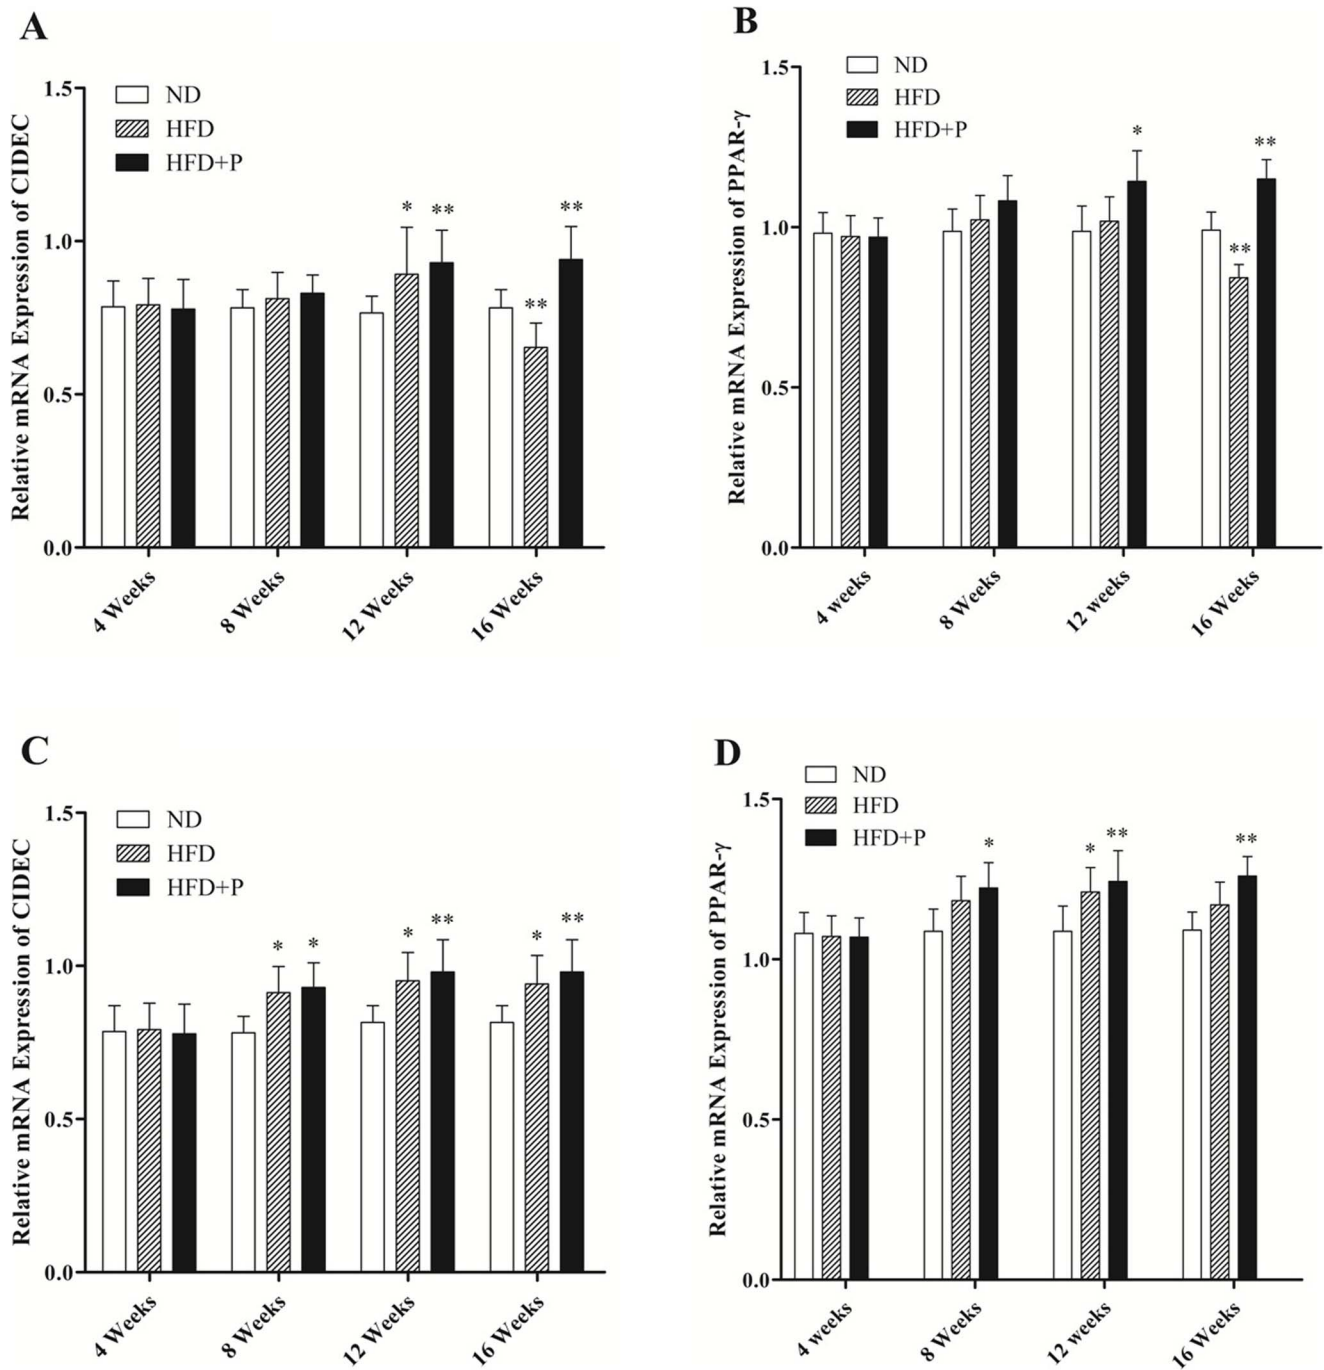 A
Relative mRNA Expression of CIDEC
1.5
1.0
0.5
0.0
ND
HFD
HFD+P
* ** ** **
4 Weeks
8 Weeks
12 Weeks
16 Weeks
B
Relative mRNA Expression of PPAR-γ
1.5
1.0
0.5
0.0
ND
HFD
HFD+P
* ** **
4 weeks
8 Weeks
12 weeks
16 Weeks
C
Relative mRNA Expression of CIDEC
1.5
1.0
0.5
0.0
ND
HFD
HFD+P
* * * ** * **
4 Weeks
8 Weeks
12 Weeks
16 Weeks
D
Relative mRNA Expression of PPAR-γ
1.5
1.0
0.5
0.0
ND
HFD
HFD+P
* * ** **
4 weeks
8 Weeks
12 weeks
16 Weeks